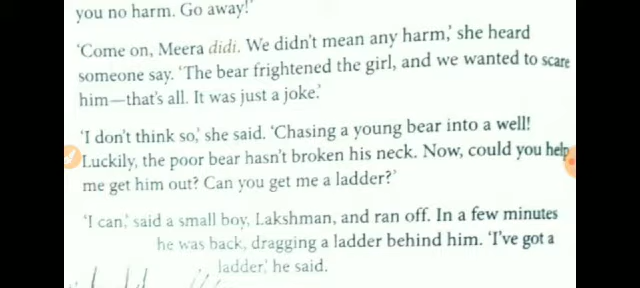 you no harm. Go away!'
'Come on, Meera didi. We didn't mean any harm,' she heard
someone say. 'The bear frightened the girl, and we wanted to scare
him—that's all. It was just a joke.'
'I don't think so,' she said. 'Chasing a young bear into a well!
Luckily, the poor bear hasn't broken his neck. Now, could you help
me get him out? Can you get me a ladder?'
'I can,' said a small boy, Lakshman, and ran off. In a few minutes
he was back, dragging a ladder behind him. 'I've got a
ladder,' he said.